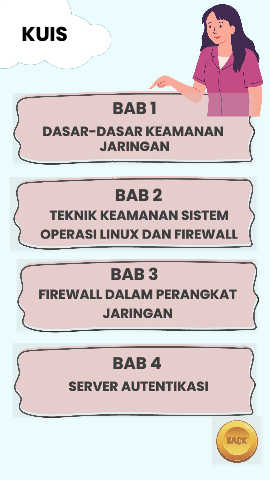 KUIS
BAB 1
DASAR-DASAR KEAMANAN
JARINGAN
BAB 2
TEKNIK KEAMANAN SISTEM
OPERASI LINUX DAN FIREWALL
BAB 3
FIREWALL DALAM PERANGKAT
JARINGAN
BAB 4
SERVER AUTENTIKASI
BACK